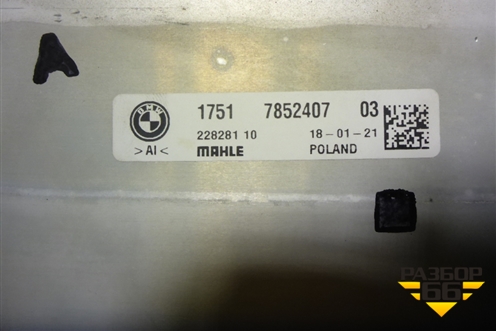 A
BMW
1751 7852407 03
228281 10 18-01-21
>Al< MAHLE POLAND
РАЗБОР
66